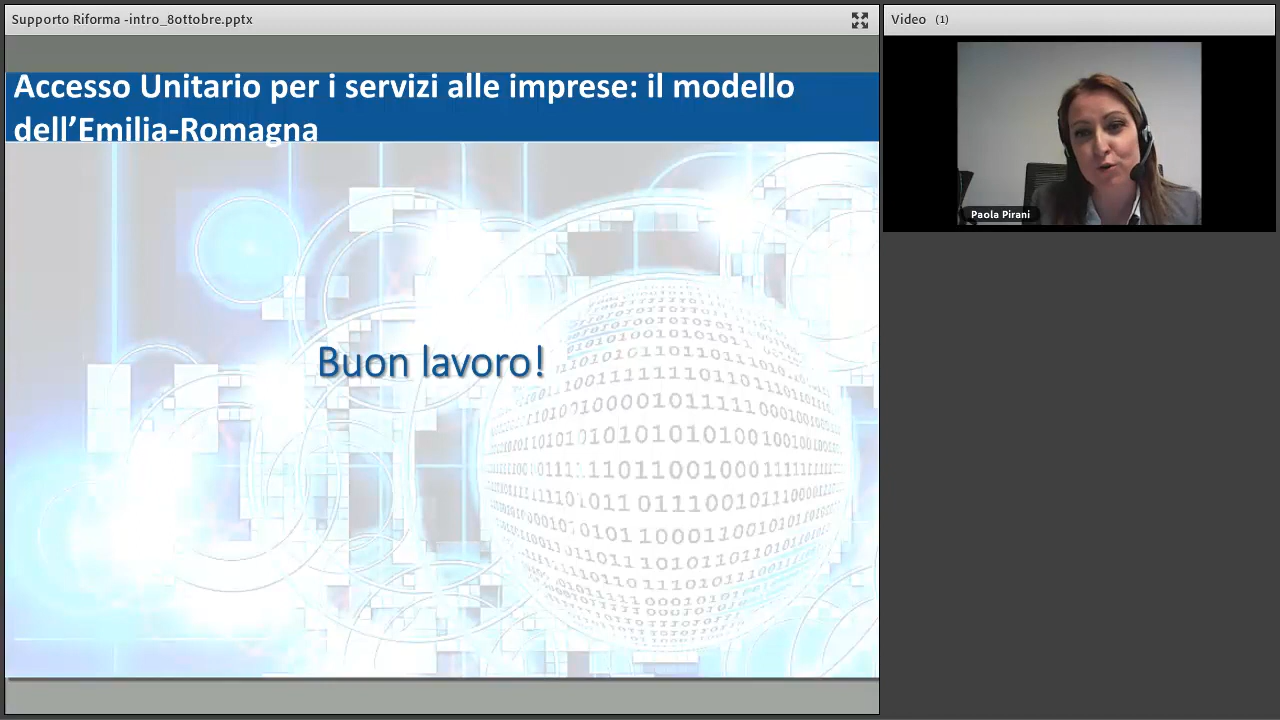 Supporto Riforma -intro_8ottobre.pptx
Video (1)
Accesso Unitario per i servizi alle imprese: il modello
dell'Emilia-Romagna
Paola Pirani
Buon lavoro!